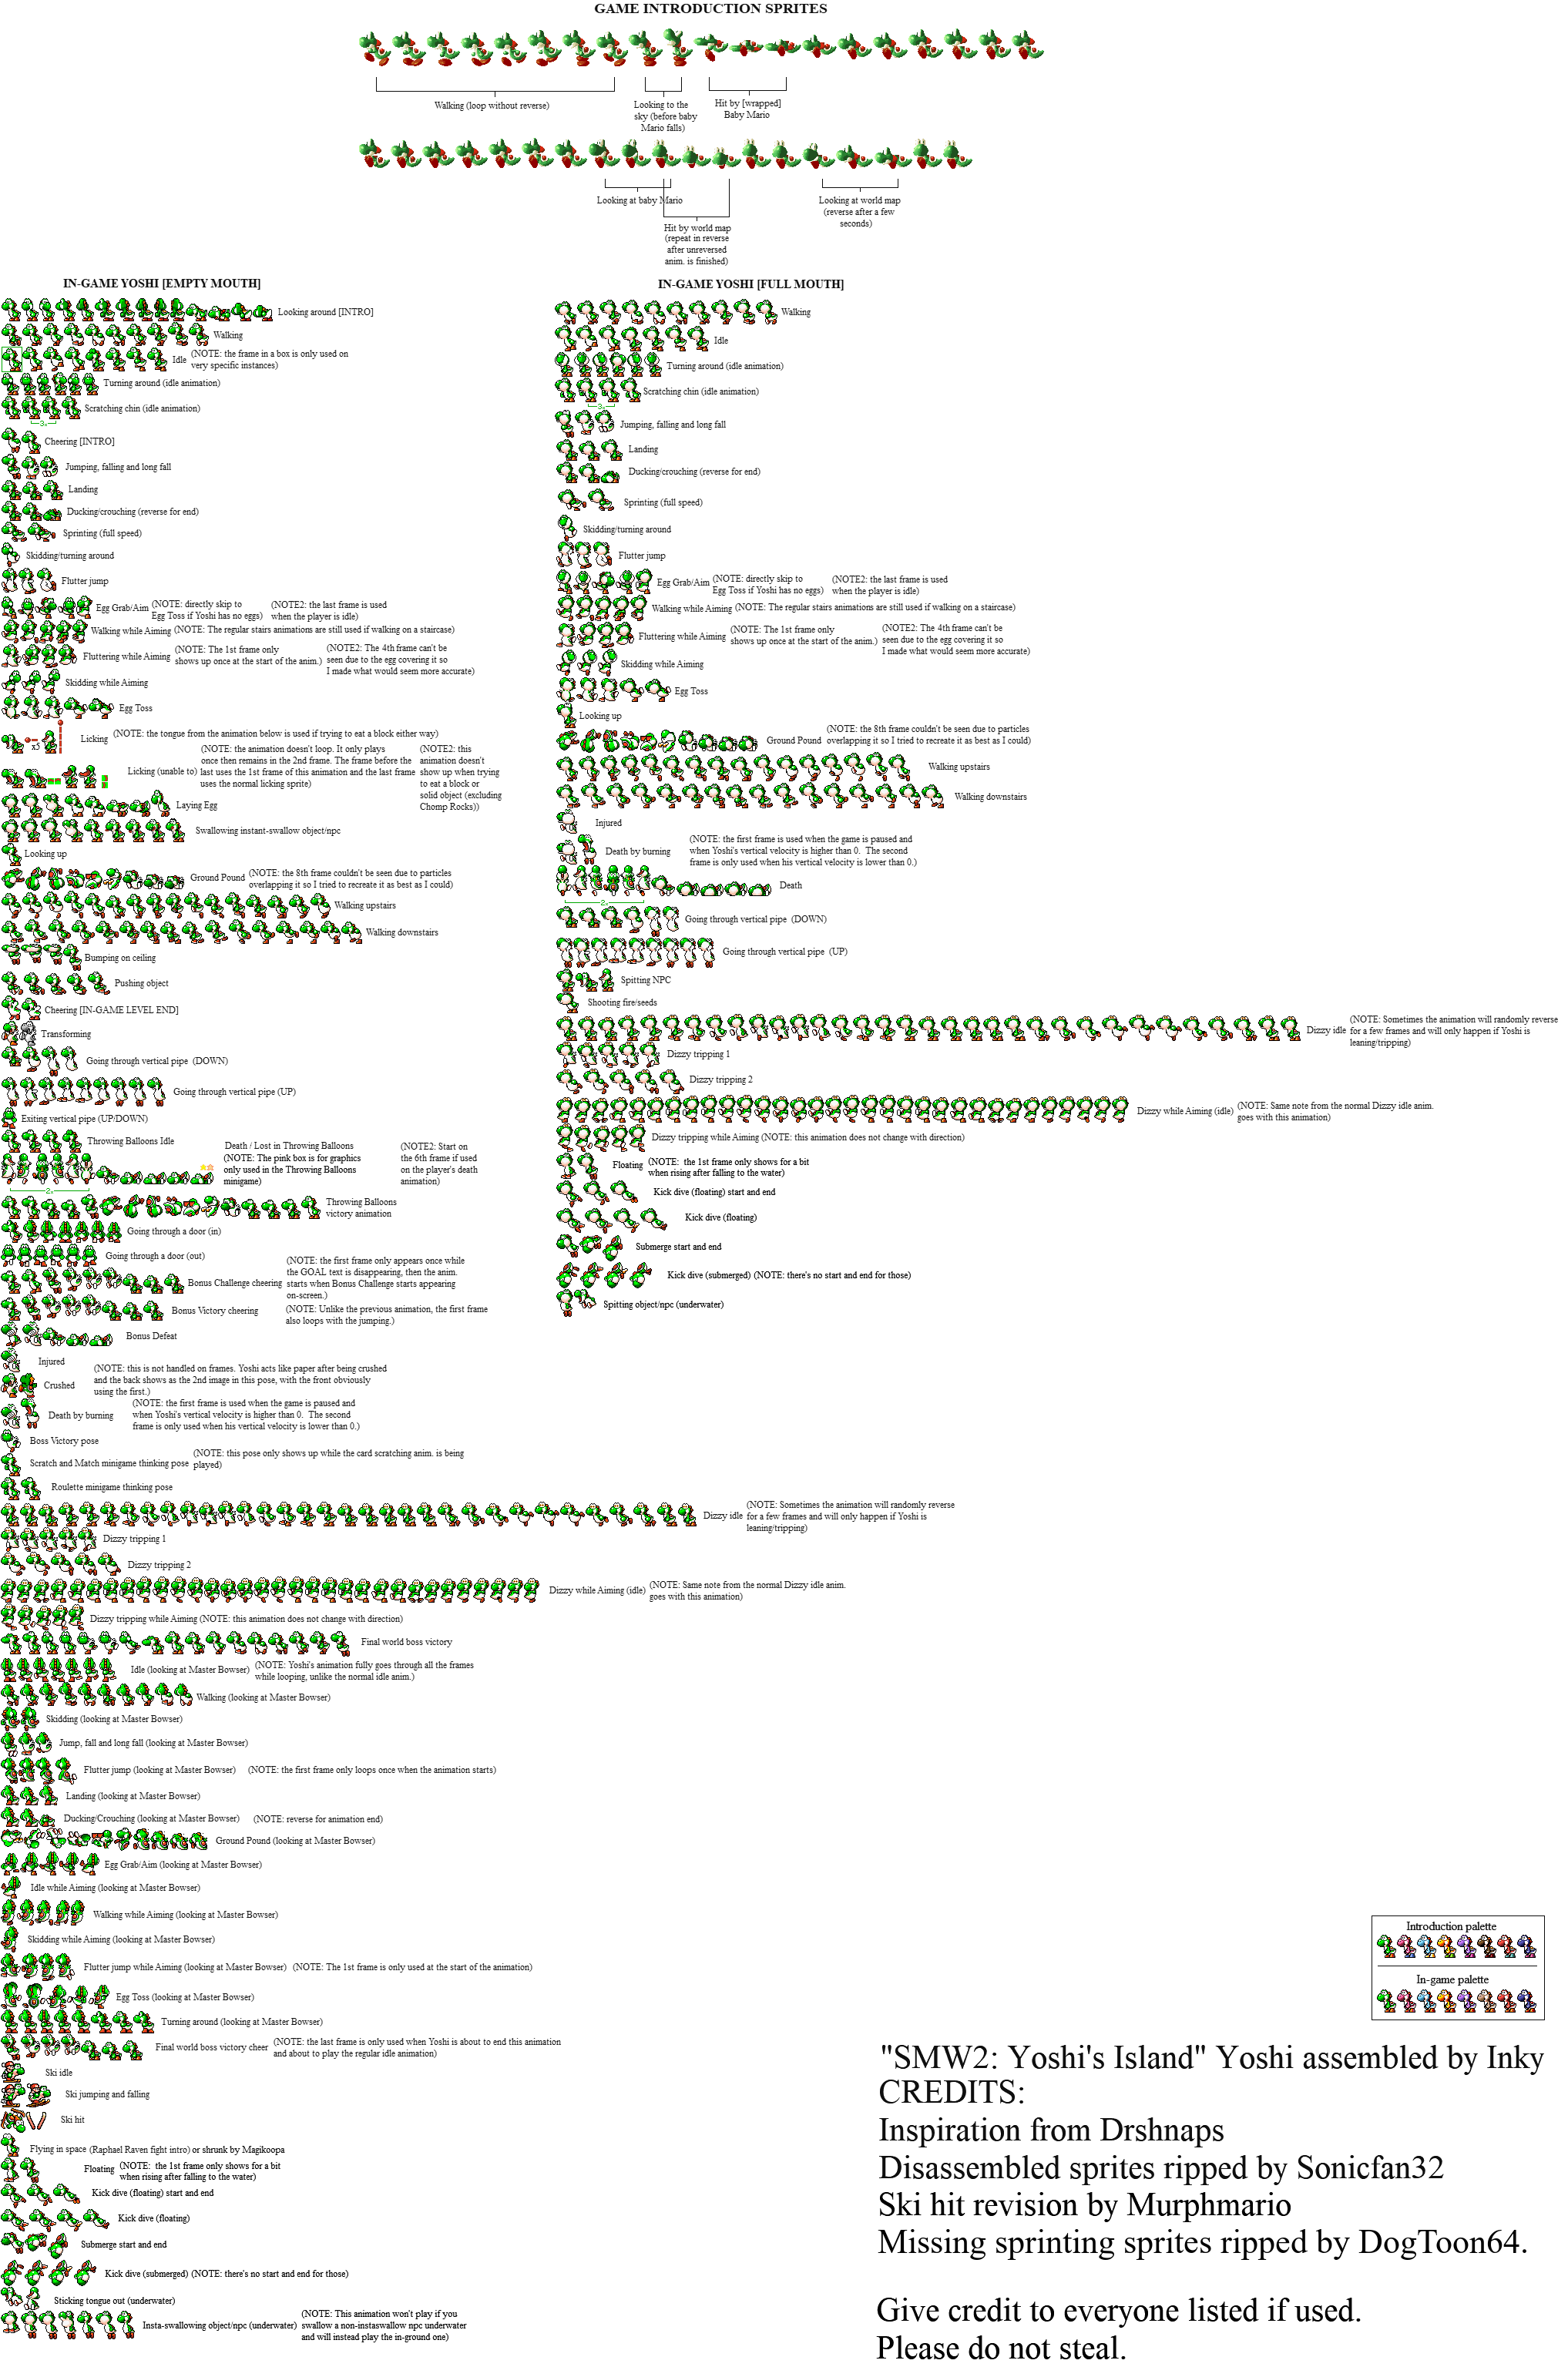 GAME INTRODUCTION SPRITES
Walking (loop without reverse)
Looking to the
sky (before baby
Mario falls)
Hit by [wrapped]
Baby Mario
Looking at baby Mario
Hit by world map
(repeat in reverse
after unreversed
anim. is finished)
Looking at world map
(reverse after a few
seconds)
IN-GAME YOSHI [EMPTY MOUTH]
Looking around [INTRO]
Walking
Idle
(NOTE: the frame in a box is only used on
very specific instances)
Turning around (idle animation)
Scratching chin (idle animation)
3x
Cheering [INTRO]
Jumping, falling and long fall
Landing
Ducking/crouching (reverse for end)
Sprinting (full speed)
Skidding/turning around
Flutter jump
Egg Grab/Aim
(NOTE: directly skip to
Egg Toss if Yoshi has no eggs)
(NOTE2: the last frame is used
when the player is idle)
Walking while Aiming (NOTE: The regular stairs animations are still used if walking on a staircase)
Fluttering while Aiming
(NOTE: The 1st frame only
shows up once at the start of the anim.)
(NOTE2: The 4th frame can't be
seen due to the egg covering it so
I made what would seem more accurate)
Skidding while Aiming
Egg Toss
x5
Licking
(NOTE: the tongue from the animation below is used if trying to eat a block either way)
Licking (unable to)
(NOTE: the animation doesn't loop. It only plays
once then remains in the 2nd frame. The frame before the
last uses the 1st frame of this animation and the last frame
uses the normal licking sprite)
(NOTE2: this
animation doesn't
show up when trying
to eat a block or
solid object (excluding
Chomp Rocks))
Laying Egg
Swallowing instant-swallow object/npc
Looking up
Ground Pound
(NOTE: the 8th frame couldn't be seen due to particles
overlapping it so I tried to recreate it as best as I could)
Walking upstairs
Walking downstairs
Bumping on ceiling
Pushing object
Cheering [IN-GAME LEVEL END]
Transforming
Going through vertical pipe (DOWN)
Going through vertical pipe (UP)
Exiting vertical pipe (UP/DOWN)
Throwing Balloons Idle
Death / Lost in Throwing Balloons
(NOTE: The pink box is for graphics
only used in the Throwing Balloons
minigame)
(NOTE2: Start on
the 6th frame if used
on the player's death
animation)
2x
Throwing Balloons
victory animation
Going through a door (in)
Going through a door (out)
Bonus Challenge cheering
(NOTE: the first frame only appears once while
the GOAL text is disappearing, then the anim.
starts when Bonus Challenge starts appearing
on-screen.)
Bonus Victory cheering
(NOTE: Unlike the previous animation, the first frame
also loops with the jumping.)
Bonus Defeat
Injured
Crushed
(NOTE: this is not handled on frames. Yoshi acts like paper after being crushed
and the back shows as the 2nd image in this pose, with the front obviously
using the first.)
Death by burning
(NOTE: the first frame is used when the game is paused and
when Yoshi's vertical velocity is higher than 0. The second
frame is only used when his vertical velocity is lower than 0.)
Boss Victory pose
Scratch and Match minigame thinking pose
(NOTE: this pose only shows up while the card scratching anim. is being
played)
Roulette minigame thinking pose
Dizzy idle
(NOTE: Sometimes the animation will randomly reverse
for a few frames and will only happen if Yoshi is
leaning/tripping)
Dizzy tripping 1
Dizzy tripping 2
Dizzy while Aiming (idle)
(NOTE: Same note from the normal Dizzy idle anim.
goes with this animation)
Dizzy tripping while Aiming (NOTE: this animation does not change with direction)
Final world boss victory
Idle (looking at Master Bowser)
(NOTE: Yoshi's animation fully goes through all the frames
while looping, unlike the normal idle anim.)
Walking (looking at Master Bowser)
Skidding (looking at Master Bowser)
Jump, fall and long fall (looking at Master Bowser)
Flutter jump (looking at Master Bowser)
(NOTE: the first frame only loops once when the animation starts)
Landing (looking at Master Bowser)
Ducking/Crouching (looking at Master Bowser)
(NOTE: reverse for animation end)
Ground Pound (looking at Master Bowser)
Egg Grab/Aim (looking at Master Bowser)
Idle while Aiming (looking at Master Bowser)
Walking while Aiming (looking at Master Bowser)
Skidding while Aiming (looking at Master Bowser)
Flutter jump while Aiming (looking at Master Bowser) (NOTE: The 1st frame is only used at the start of the animation)
Egg Toss (looking at Master Bowser)
Turning around (looking at Master Bowser)
Final world boss victory cheer
(NOTE: the last frame is only used when Yoshi is about to end this animation
and about to play the regular idle animation)
Ski idle
Ski jumping and falling
Ski hit
Flying in space (Raphael Raven fight intro) or shrunk by Magikoopa
Floating
(NOTE: the 1st frame only shows for a bit
when rising after falling to the water)
Kick dive (floating) start and end
Kick dive (floating)
Submerge start and end
Kick dive (submerged) (NOTE: there's no start and end for those)
Sticking tongue out (underwater)
Insta-swallowing object/npc (underwater)
(NOTE: This animation won't play if you
swallow a non-instaswallow npc underwater
and will instead play the in-ground one)
IN-GAME YOSHI [FULL MOUTH]
Walking
Idle
Turning around (idle animation)
Scratching chin (idle animation)
3x
Jumping, falling and long fall
Landing
Ducking/crouching (reverse for end)
Sprinting (full speed)
Skidding/turning around
Flutter jump
Egg Grab/Aim
(NOTE: directly skip to
Egg Toss if Yoshi has no eggs)
(NOTE2: the last frame is used
when the player is idle)
Walking while Aiming (NOTE: The regular stairs animations are still used if walking on a staircase)
Fluttering while Aiming
(NOTE: The 1st frame only
shows up once at the start of the anim.)
(NOTE2: The 4th frame can't be
seen due to the egg covering it so
I made what would seem more accurate)
Skidding while Aiming
Egg Toss
Looking up
Ground Pound
(NOTE: the 8th frame couldn't be seen due to particles
overlapping it so I tried to recreate it as best as I could)
Walking upstairs
Walking downstairs
Injured
Death by burning
(NOTE: the first frame is used when the game is paused and
when Yoshi's vertical velocity is higher than 0. The second
frame is only used when his vertical velocity is lower than 0.)
Death
2x
Going through vertical pipe (DOWN)
Going through vertical pipe (UP)
Spitting NPC
Shooting fire/seeds
Dizzy idle
(NOTE: Sometimes the animation will randomly reverse
for a few frames and will only happen if Yoshi is
leaning/tripping)
Dizzy tripping 1
Dizzy tripping 2
Dizzy while Aiming (idle)
(NOTE: Same note from the normal Dizzy idle anim.
goes with this animation)
Dizzy tripping while Aiming (NOTE: this animation does not change with direction)
Floating
(NOTE: the 1st frame only shows for a bit
when rising after falling to the water)
Kick dive (floating) start and end
Kick dive (floating)
Submerge start and end
Kick dive (submerged) (NOTE: there's no start and end for those)
Spitting object/npc (underwater)
Introduction palette
In-game palette
"SMW2: Yoshi's Island" Yoshi assembled by Inky
CREDITS:
Inspiration from Drshnaps
Disassembled sprites ripped by Sonicfan32
Ski hit revision by Murphmario
Missing sprinting sprites ripped by DogToon64.
Give credit to everyone listed if used.
Please do not steal.